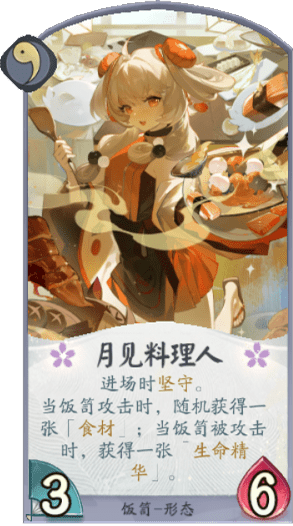 月见料理人
进场时坚守。
当饭笥攻击时，随机获得一
张「食材」；当饭笥被攻击
时，获得一张「生命精
华」。
3
饭笥-形态
6